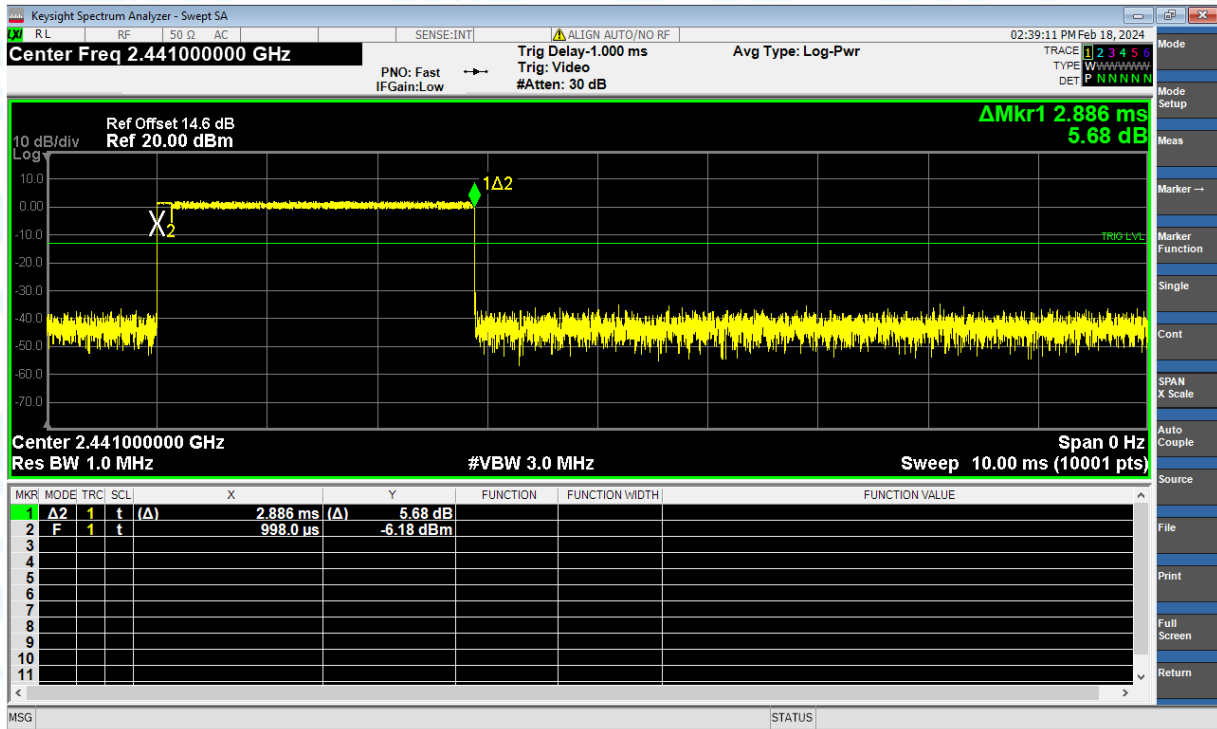 Keysight Spectrum Analyzer - Swept SA
LXI RL RF 50 Ω AC SENSE:INT ALIGN AUTO/NO RF 02:39:11 PM Feb 18, 2024
Center Freq 2.441000000 GHz
PNO: Fast
IFGain:Low
Trig Delay-1.000 ms
Trig: Video
#Atten: 30 dB
Avg Type: Log-Pwr
TRACE 1 2 3 4 5 6
TYPE WWWWWW
DET P NNNNN
ΔMkr1 2.886 ms
5.68 dB
Ref Offset 14.6 dB
10 dB/div Ref 20.00 dBm
Log
10.0
0.00
-10.0
-20.0
-30.0
-40.0
-50.0
-60.0
-70.0
1Δ2
X2
TRIG LVL
Center 2.441000000 GHz Span 0 Hz
Res BW 1.0 MHz #VBW 3.0 MHz Sweep 10.00 ms (10001 pts)
MKR MODE TRC SCL X Y FUNCTION FUNCTION WIDTH FUNCTION VALUE
1 Δ2 1 t (Δ) 2.886 ms (Δ) 5.68 dB
2 F 1 t 998.0 µs -6.18 dBm
3
4
5
6
7
8
9
10
11
MSG STATUS
Mode
Mode
Setup
Meas
Marker →
Marker
Function
Single
Cont
SPAN
X Scale
Auto
Couple
Source
File
Print
Full
Screen
Return